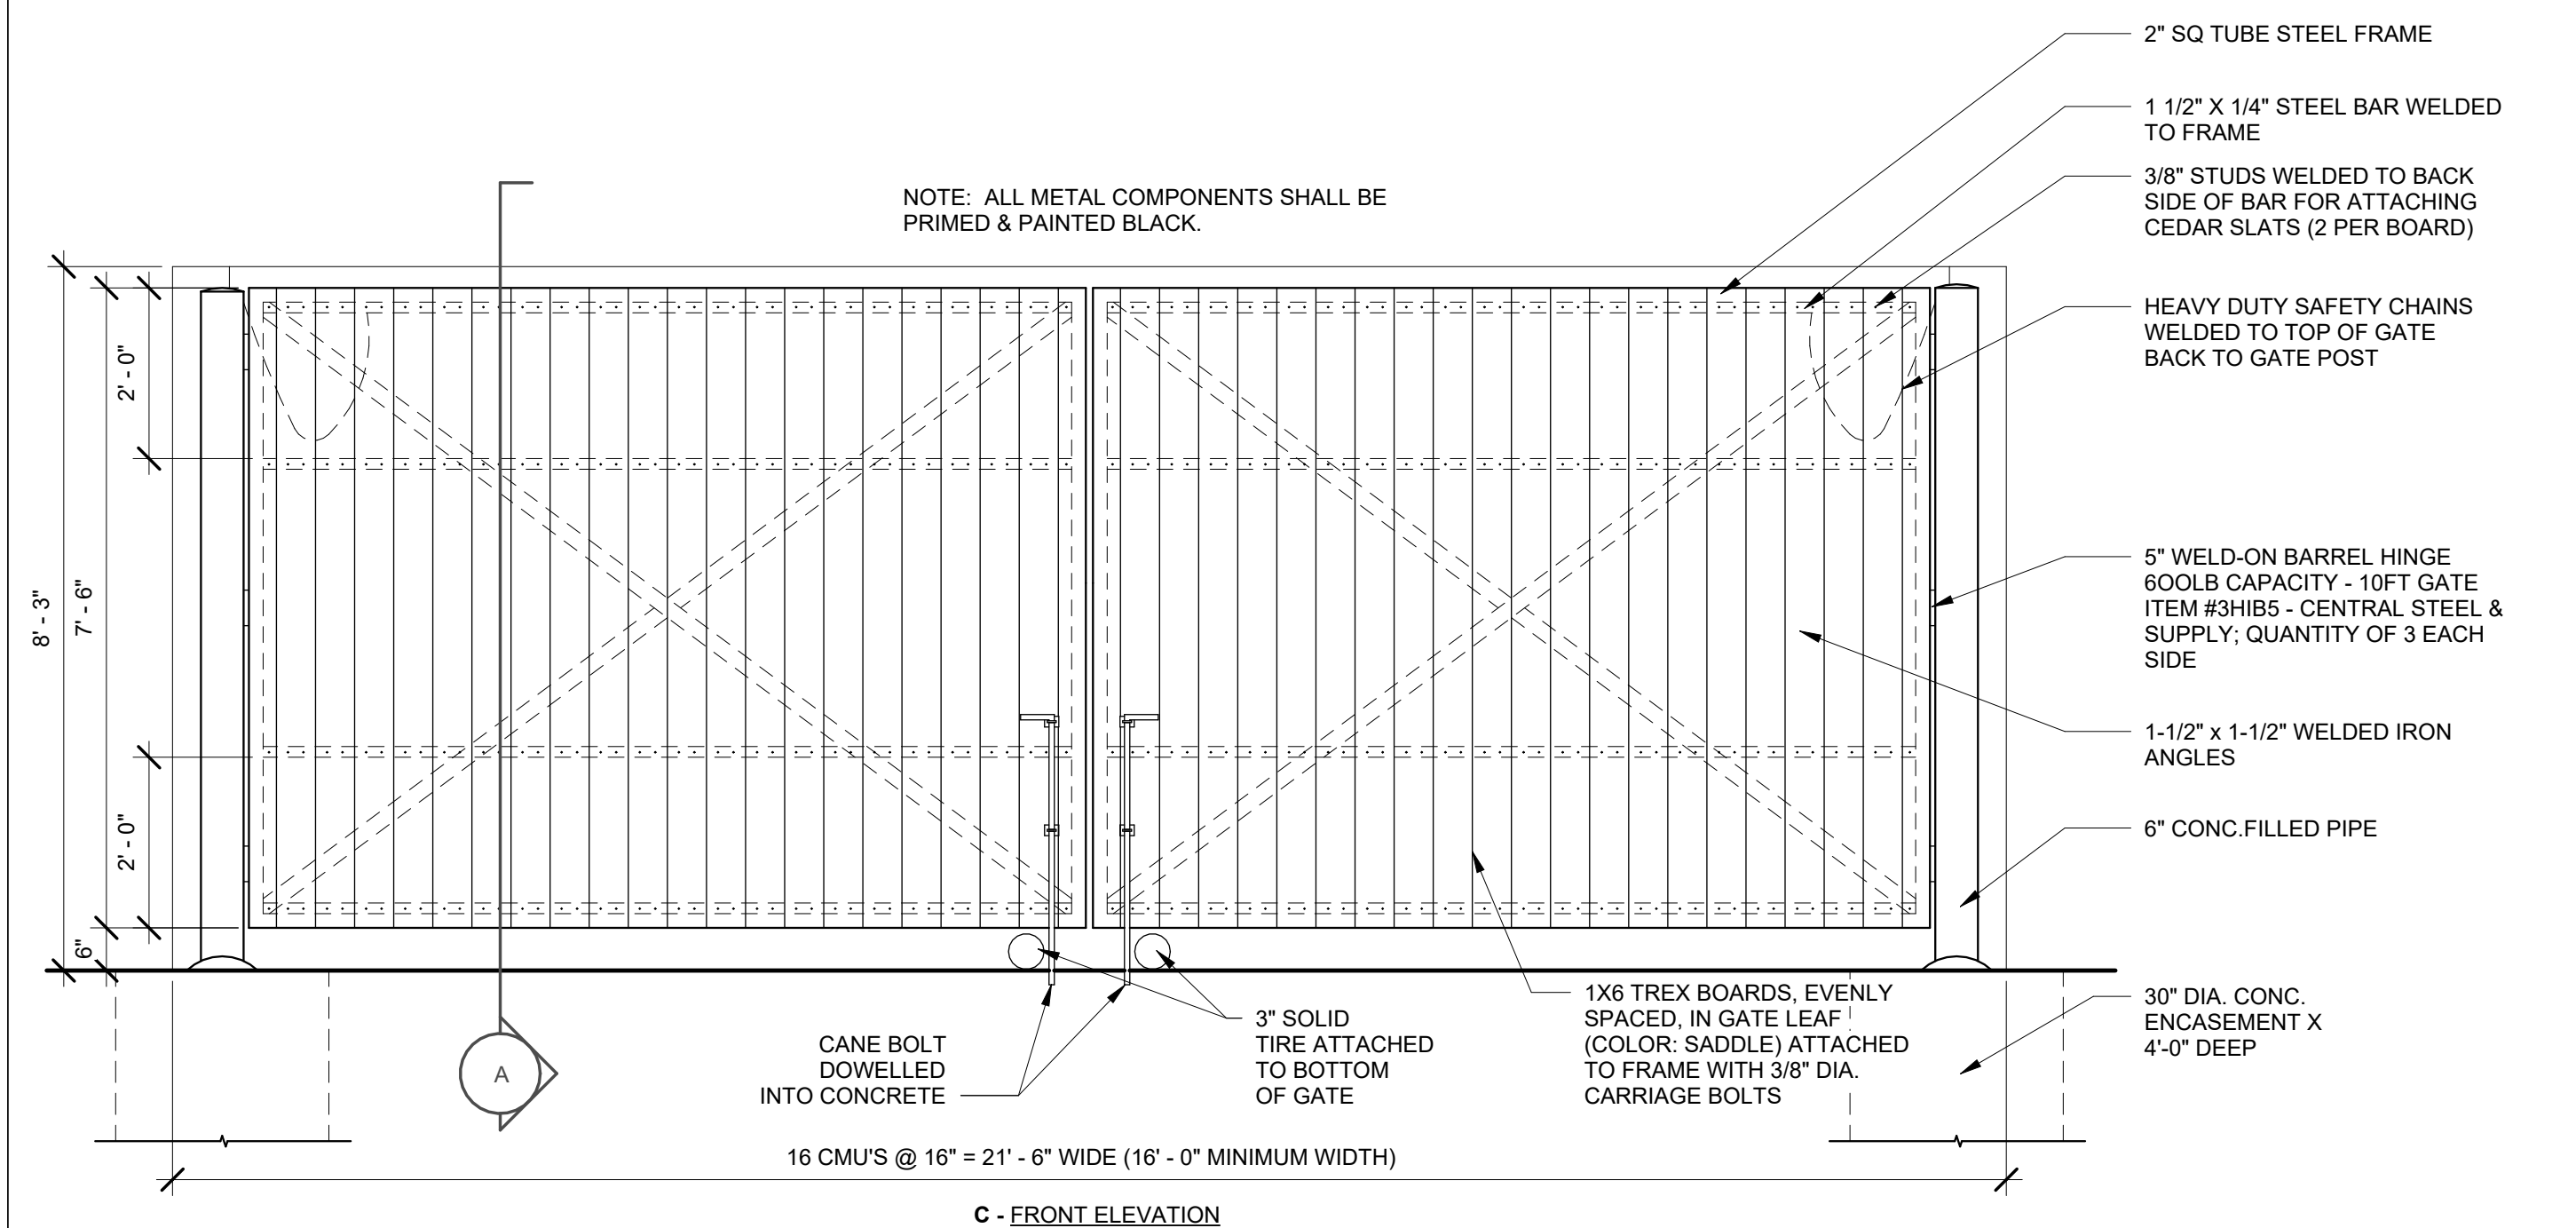 2" SQ TUBE STEEL FRAME
1 1/2" X 1/4" STEEL BAR WELDED
TO FRAME
3/8" STUDS WELDED TO BACK
SIDE OF BAR FOR ATTACHING
CEDAR SLATS (2 PER BOARD)
NOTE: ALL METAL COMPONENTS SHALL BE
PRIMED & PAINTED BLACK.
HEAVY DUTY SAFETY CHAINS
WELDED TO TOP OF GATE
BACK TO GATE POST
2' - 0"
8' - 3"
7' - 6"
5" WELD-ON BARREL HINGE
6OOLB CAPACITY - 10FT GATE
ITEM #3HIB5 - CENTRAL STEEL &
SUPPLY; QUANTITY OF 3 EACH
SIDE
1-1/2" x 1-1/2" WELDED IRON
ANGLES
2' - 0"
6" CONC.FILLED PIPE
6"
CANE BOLT
DOWELLED
INTO CONCRETE
3" SOLID
TIRE ATTACHED
TO BOTTOM
OF GATE
1X6 TREX BOARDS, EVENLY
SPACED, IN GATE LEAF
(COLOR: SADDLE) ATTACHED
TO FRAME WITH 3/8" DIA.
CARRIAGE BOLTS
30" DIA. CONC.
ENCASEMENT X
4'-0" DEEP
A
16 CMU'S @ 16" = 21' - 6" WIDE (16' - 0" MINIMUM WIDTH)
C - FRONT ELEVATION